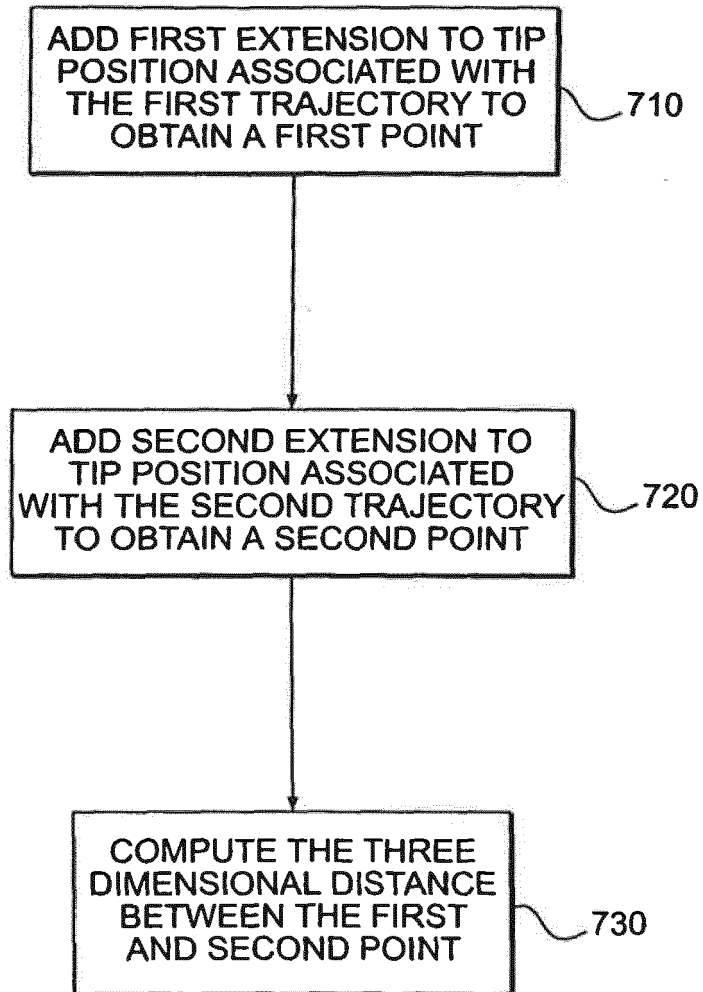 ADD FIRST EXTENSION TO TIP
POSITION ASSOCIATED WITH
THE FIRST TRAJECTORY TO
OBTAIN A FIRST POINT
710
ADD SECOND EXTENSION TO
TIP POSITION ASSOCIATED
WITH THE SECOND TRAJECTORY
TO OBTAIN A SECOND POINT
720
COMPUTE THE THREE
DIMENSIONAL DISTANCE
BETWEEN THE FIRST
AND SECOND POINT
730